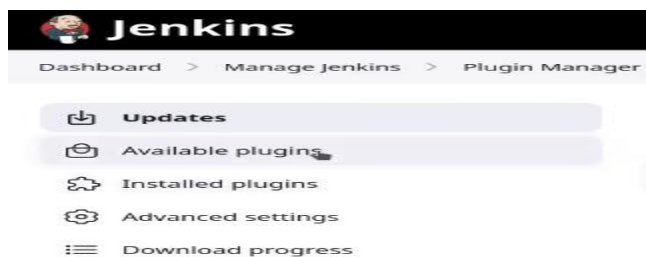 Jenkins
Dashboard > Manage Jenkins > Plugin Manager
Updates
Available plugins
Installed plugins
Advanced settings
Download progress